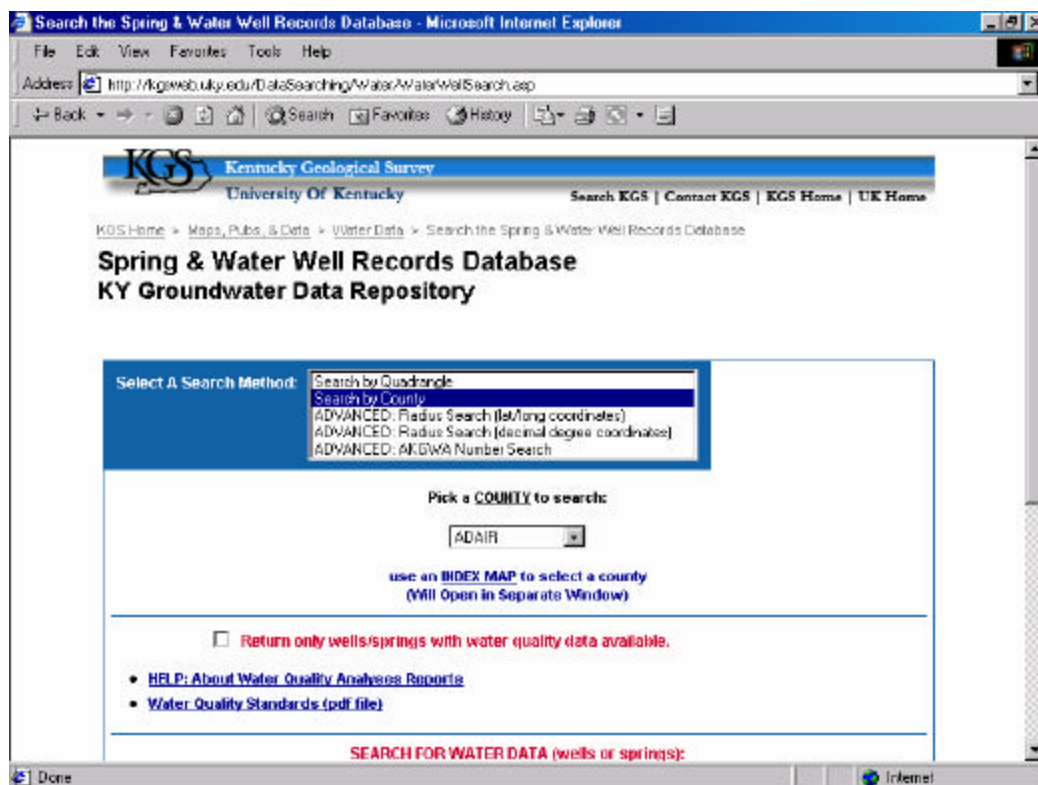 Search the Spring & Water Well Records Database - Microsoft Internet Explorer
File Edit View Favorites Tools Help
Address http://kgsweb.uky.edu/DataSearching/Water/WaterWellSearch.asp
Back Search Favorites History
KGS Kentucky Geological Survey
University Of Kentucky
Search KGS | Contact KGS | KGS Home | UK Home
KGS Home > Maps, Pubs, & Data > Water Data > Search the Spring & Water Well Records Database
Spring & Water Well Records Database
KY Groundwater Data Repository
Select A Search Method:
Search by Quadrangle
Search by County
ADVANCED: Radius Search (lat/long coordinates)
ADVANCED: Radius Search (decimal degree coordinates)
ADVANCED: AKGWA Number Search
Pick a COUNTY to search:
ADAIR
use an INDEX MAP to select a county
(Will Open in Separate Window)
Return only wells/springs with water quality data available.
• HELP: About Water Quality Analyses Reports
• Water Quality Standards (pdf file)
SEARCH FOR WATER DATA (wells or springs):
Done Internet